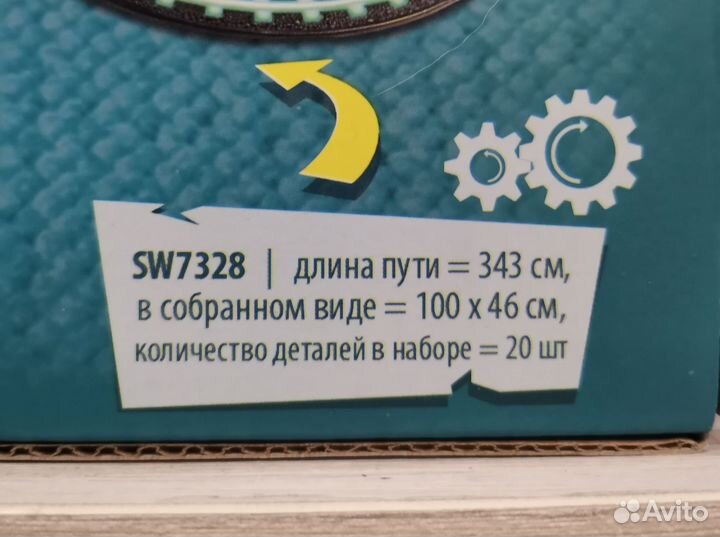 SW7328 | длина пути = 343 см,
в собранном виде = 100 x 46 см,
количество деталей в наборе = 20 шт
Avito